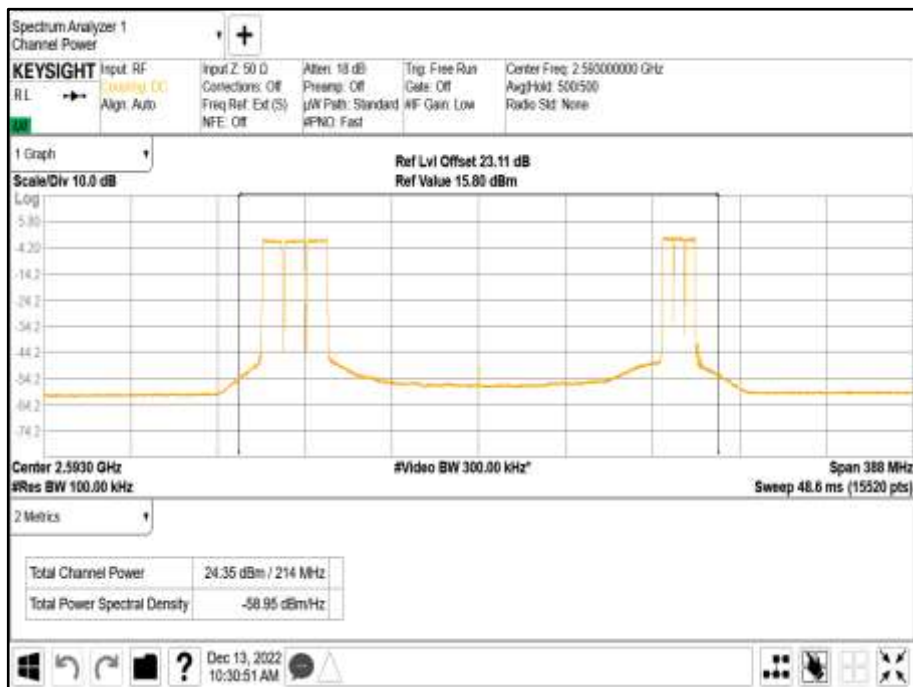 Spectrum Analyzer 1
Channel Power
+
KEYSIGHT
RL
Input: RF
Coupling: DC
Align: Auto
Input Z: 50 Ω
Corrections: Off
Freq Ref: Ext (S)
NFE: Off
Atten: 18 dB
Preamp: Off
µW Path: Standard
#PNO: Fast
Trig: Free Run
Gate: Off
#IF Gain: Low
Center Freq: 2.593000000 GHz
Avg|Hold: 500/500
Radio Std: None
1 Graph
Scale/Div 10.0 dB
Ref Lvl Offset 23.11 dB
Ref Value 15.80 dBm
Log
5.80
-4.20
-14.2
-24.2
-34.2
-44.2
-54.2
-64.2
-74.2
Center 2.5930 GHz
#Res BW 100.00 kHz
#Video BW 300.00 kHz*
Span 388 MHz
Sweep 48.6 ms (15520 pts)
2 Metrics
Total Channel Power 24.35 dBm / 214 MHz
Total Power Spectral Density -58.95 dBm/Hz
?
Dec 13, 2022
10:30:51 AM